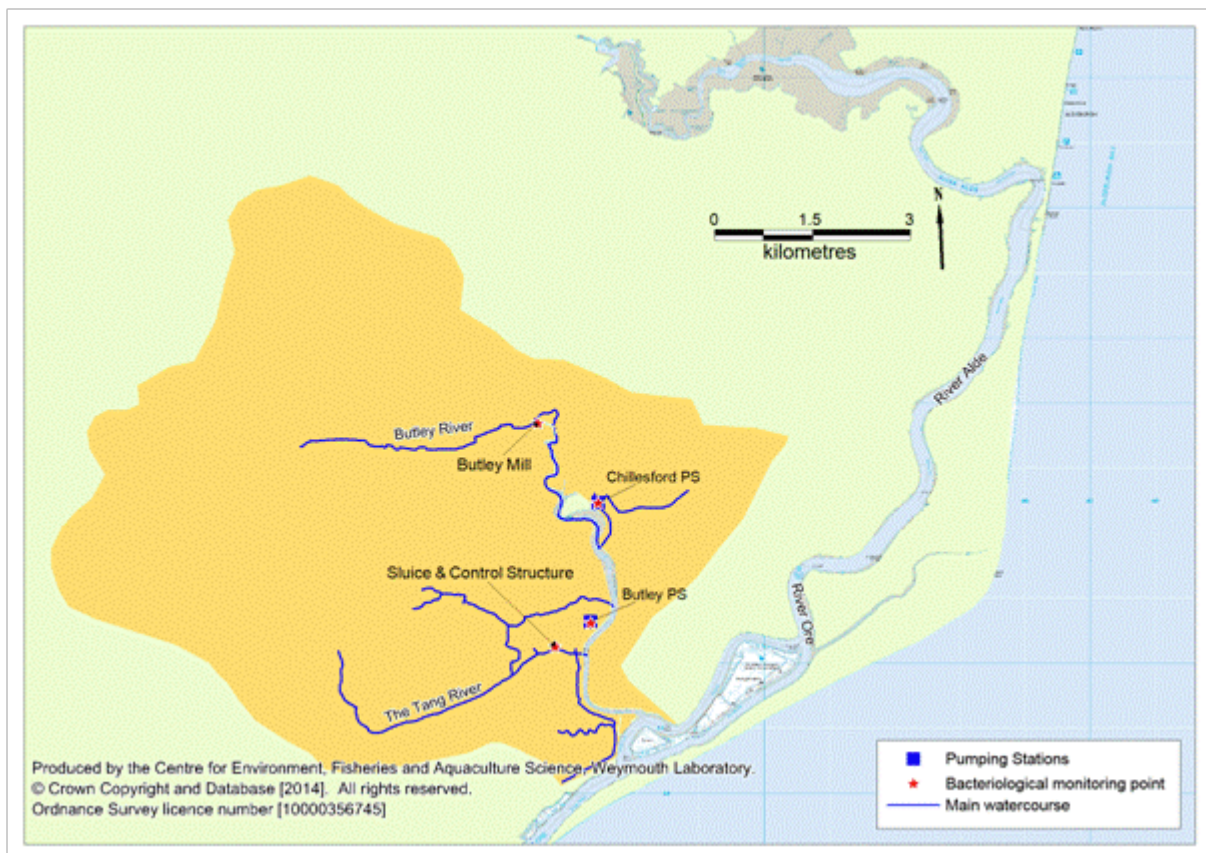 RIVER ALDE
N
0 1.5 3
kilometres
River Alde
Butley River
Butley Mill
Chillesford PS
Sluice & Control Structure
Butley PS
River Ore
The Tang River
Produced by the Centre for Environment, Fisheries and Aquaculture Science, Weymouth Laboratory.
© Crown Copyright and Database [2014]. All rights reserved.
Ordnance Survey licence number [10000356745]
Pumping Stations
Bacteriological monitoring point
Main watercourse